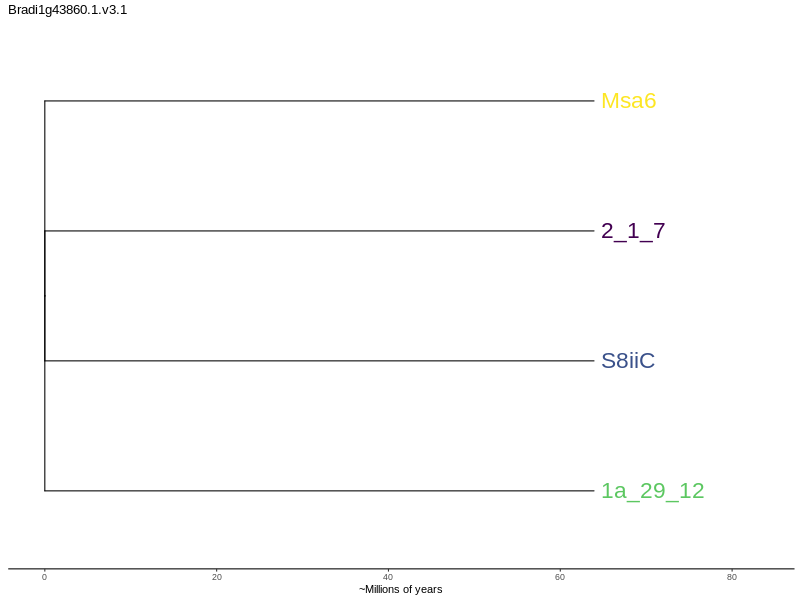 Bradi1g43860.1.v3.1
Msa6
2_1_7
S8iiC
1a_29_12
0 20 40 60 80
~Millions of years